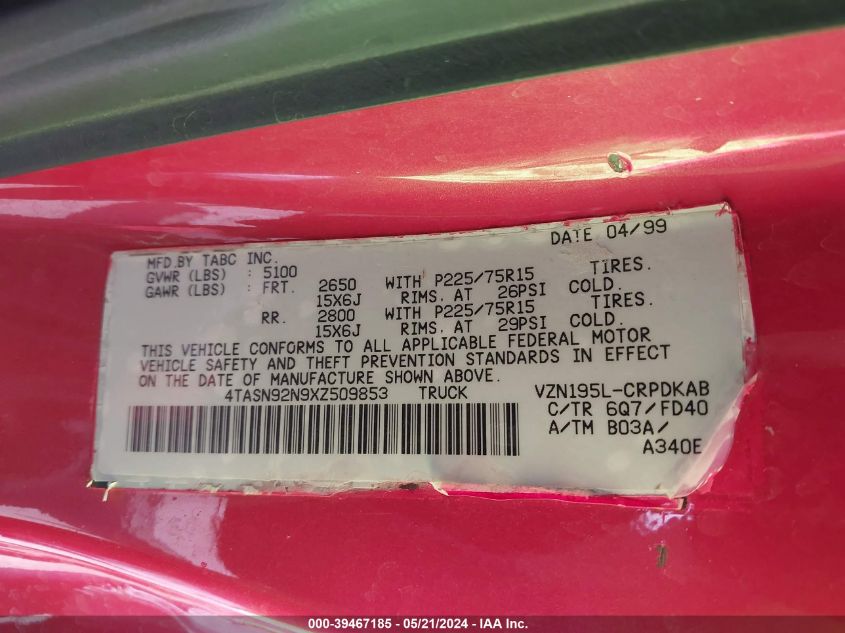 DATE 04/99
MFD.BY TABC INC.
GVWR (LBS) : 5100
GAWR (LBS) : FRT. 2650 WITH P225/75R15 TIRES.
15X6J RIMS. AT 26PSI COLD.
RR. 2800 WITH P225/75R15 TIRES.
15X6J RIMS. AT 29PSI COLD.
THIS VEHICLE CONFORMS TO ALL APPLICABLE FEDERAL MOTOR
VEHICLE SAFETY AND THEFT PREVENTION STANDARDS IN EFFECT
ON THE DATE OF MANUFACTURE SHOWN ABOVE.
4TASN92N9XZ509853 TRUCK VZN195L-CRPDKAB
C/TR 6Q7/FD40
A/TM B03A/
A340E
000-39467185 - 05/21/2024 - IAA Inc.